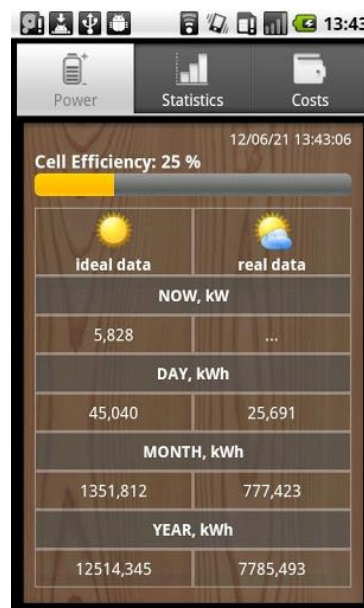 13:43
Power Statistics Costs
12/06/21 13:43:06
Cell Efficiency: 25 %
ideal data real data
NOW, kW
5,828 ...
DAY, kWh
45,040 25,691
MONTH, kWh
1351,812 777,423
YEAR, kWh
12514,345 7785,493